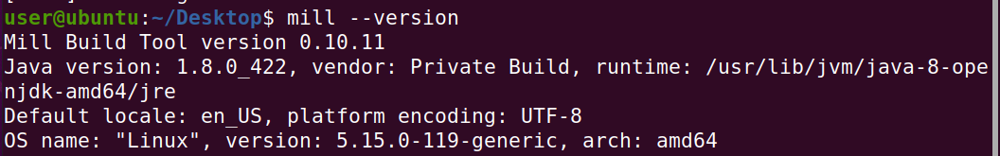 user@ubuntu:~/Desktop$ mill --version
Mill Build Tool version 0.10.11
Java version: 1.8.0_422, vendor: Private Build, runtime: /usr/lib/jvm/java-8-ope
njdk-amd64/jre
Default locale: en_US, platform encoding: UTF-8
OS name: "Linux", version: 5.15.0-119-generic, arch: amd64